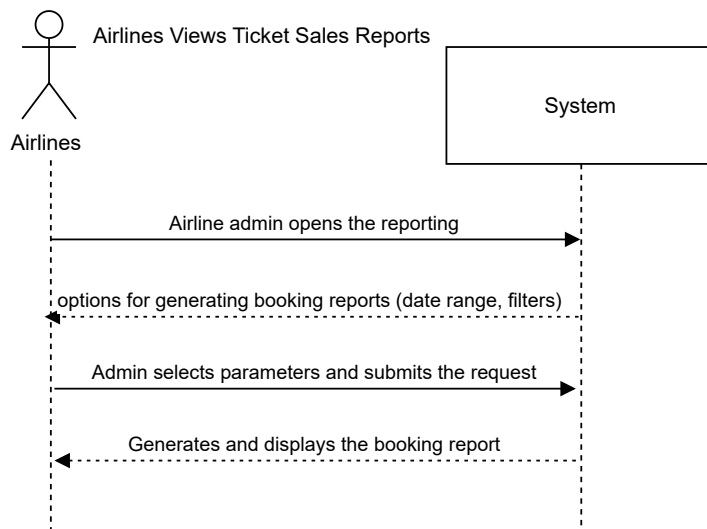 Airlines Views Ticket Sales Reports
System
Airlines
Airline admin opens the reporting
options for generating booking reports (date range, filters)
Admin selects parameters and submits the request
Generates and displays the booking report